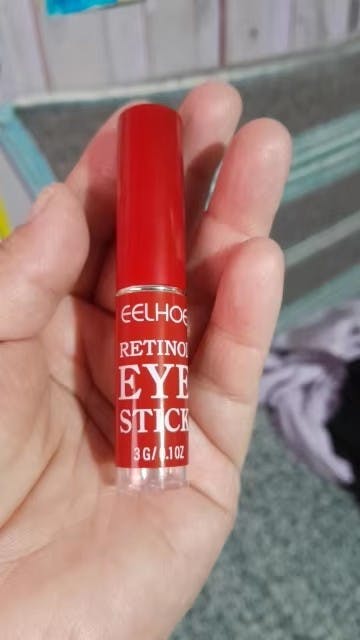 EELHOE
RETINOL
EYE
STICK
3G/0.1OZ